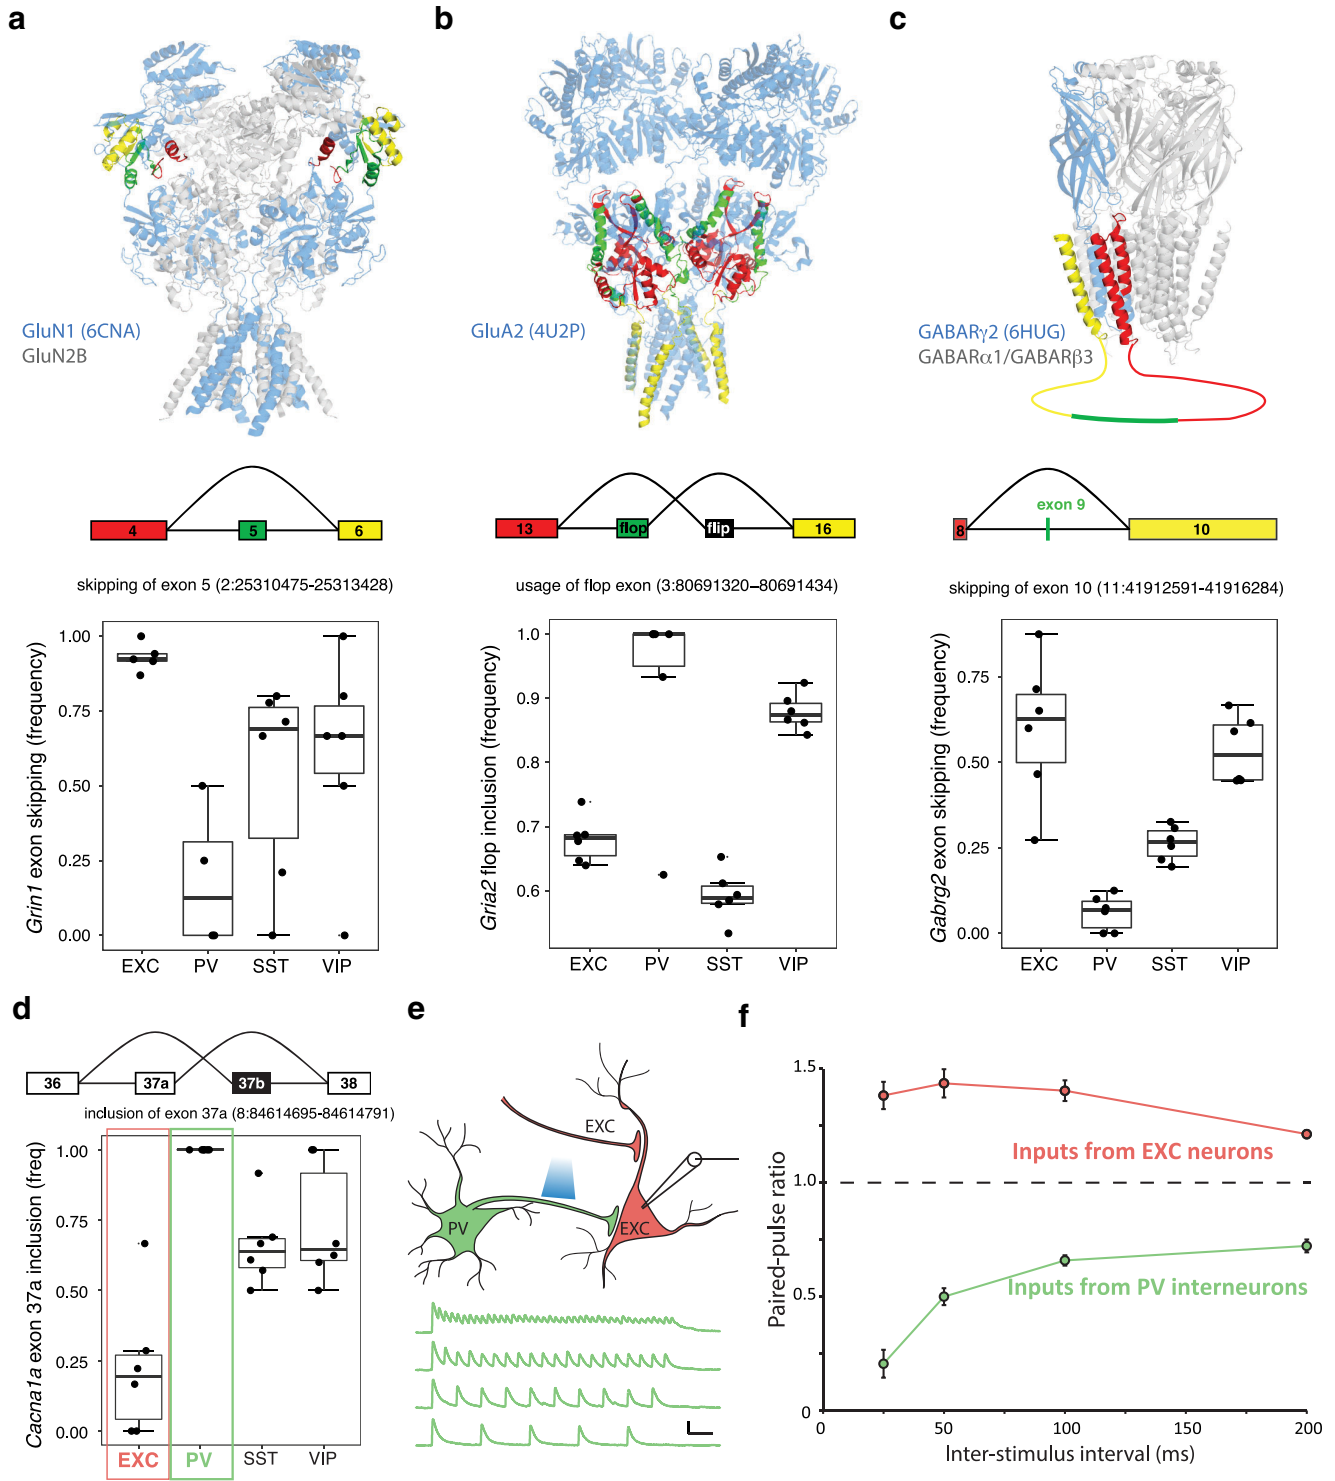 a
GluN1 (6CNA)
GluN2B
4
5
6
skipping of exon 5 (2:25310475-25313428)
Grin1 exon skipping (frequency)
1.00
0.75
0.50
0.25
0.00
EXC PV SST VIP
b
GluA2 (4U2P)
13
flop
flip
16
usage of flop exon (3:80691320–80691434)
Gria2 flop inclusion (frequency)
1.0
0.9
0.8
0.7
0.6
EXC PV SST VIP
c
GABARγ2 (6HUG)
GABARα1/GABARβ3
8
exon 9
10
skipping of exon 10 (11:41912591-41916284)
Gabrg2 exon skipping (frequency)
0.75
0.50
0.25
0.00
EXC PV SST VIP
d
36
37a
37b
38
inclusion of exon 37a (8:84614695-84614791)
Cacna1a exon 37a inclusion (freq)
1.00
0.75
0.50
0.25
0.00
EXC PV SST VIP
e
EXC
PV
EXC
f
Paired-pulse ratio
1.5
1.0
0.5
0
Inputs from EXC neurons
Inputs from PV interneurons
0 50 100 150 200
Inter-stimulus interval (ms)